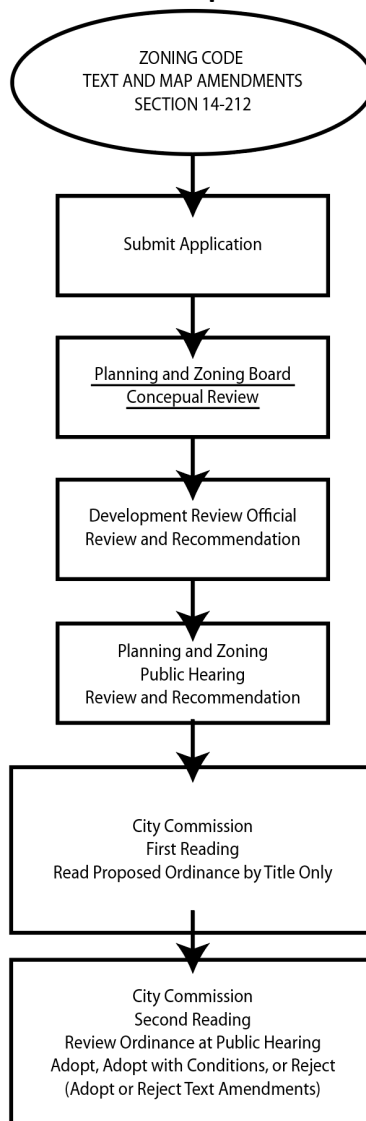 ZONING CODE
TEXT AND MAP AMENDMENTS
SECTION 14-212
Submit Application
Planning and Zoning Board
Concepual Review
Development Review Official
Review and Recommendation
Planning and Zoning
Public Hearing
Review and Recommendation
City Commission
First Reading
Read Proposed Ordinance by Title Only
City Commission
Second Reading
Review Ordinance at Public Hearing
Adopt, Adopt with Conditions, or Reject
(Adopt or Reject Text Amendments)